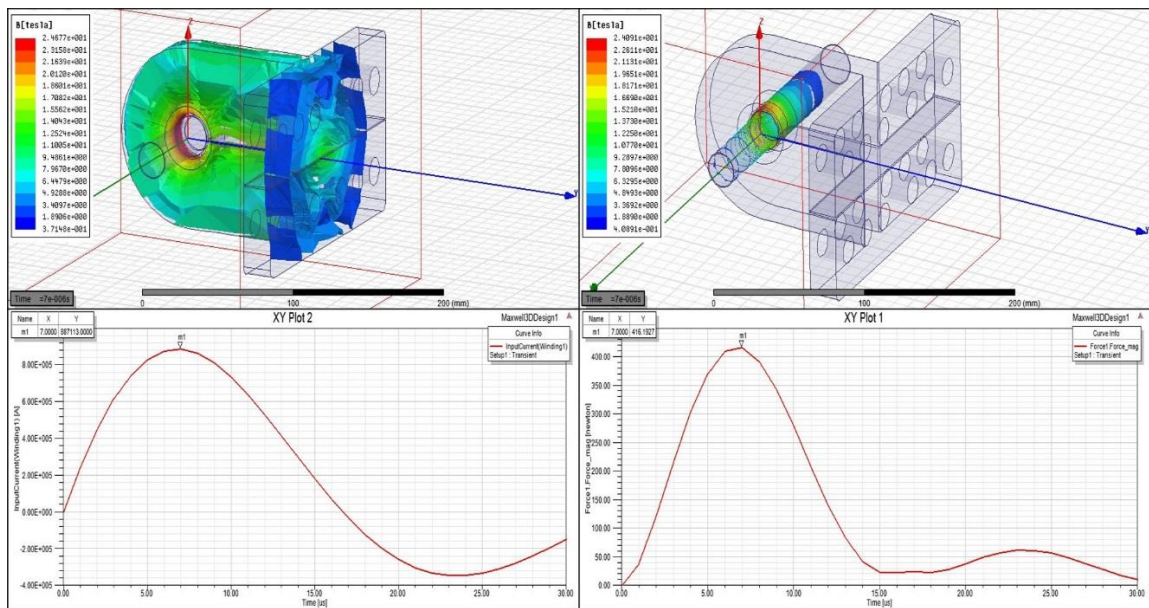 B[tesla]
2.4677e+001
2.3158e+001
2.1639e+001
2.0120e+001
1.8601e+001
1.7082e+001
1.5562e+001
1.4043e+001
1.2524e+001
1.1005e+001
9.4861e+000
7.9670e+000
6.4479e+000
4.9288e+000
3.4097e+000
1.8906e+000
3.7148e-001
Z
Y
Time =7e-006s
0
100
200 (mm)
B[tesla]
2.4091e+001
2.2611e+001
2.1131e+001
1.9651e+001
1.8171e+001
1.6690e+001
1.5210e+001
1.3730e+001
1.2250e+001
1.0770e+001
9.2897e+000
7.8096e+000
6.3295e+000
4.8493e+000
3.3692e+000
1.8890e+000
4.0891e-001
Z
Time =7e-006s
0
100
200 (mm)
Name X Y
m1 7.0000 887113.0000
XY Plot 2
Maxwell3DDesign1
Curve Info
InputCurrent(Winding1)
Setup1 : Transient
m1
8.00E+005
6.00E+005
4.00E+005
2.00E+005
0.00E+000
-2.00E+005
-4.00E+005
InputCurrent(Winding1) [A]
0.00 5.00 10.00 15.00 20.00 25.00 30.00
Time [us]
Name X Y
m1 7.0000 416.1927
XY Plot 1
Maxwell3DDesign1
Curve Info
Force1.Force_mag
Setup1 : Transient
m1
400.00
350.00
300.00
250.00
200.00
150.00
100.00
50.00
0.00
Force1.Force_mag [newton]
0.00 5.00 10.00 15.00 20.00 25.00 30.00
Time [us]